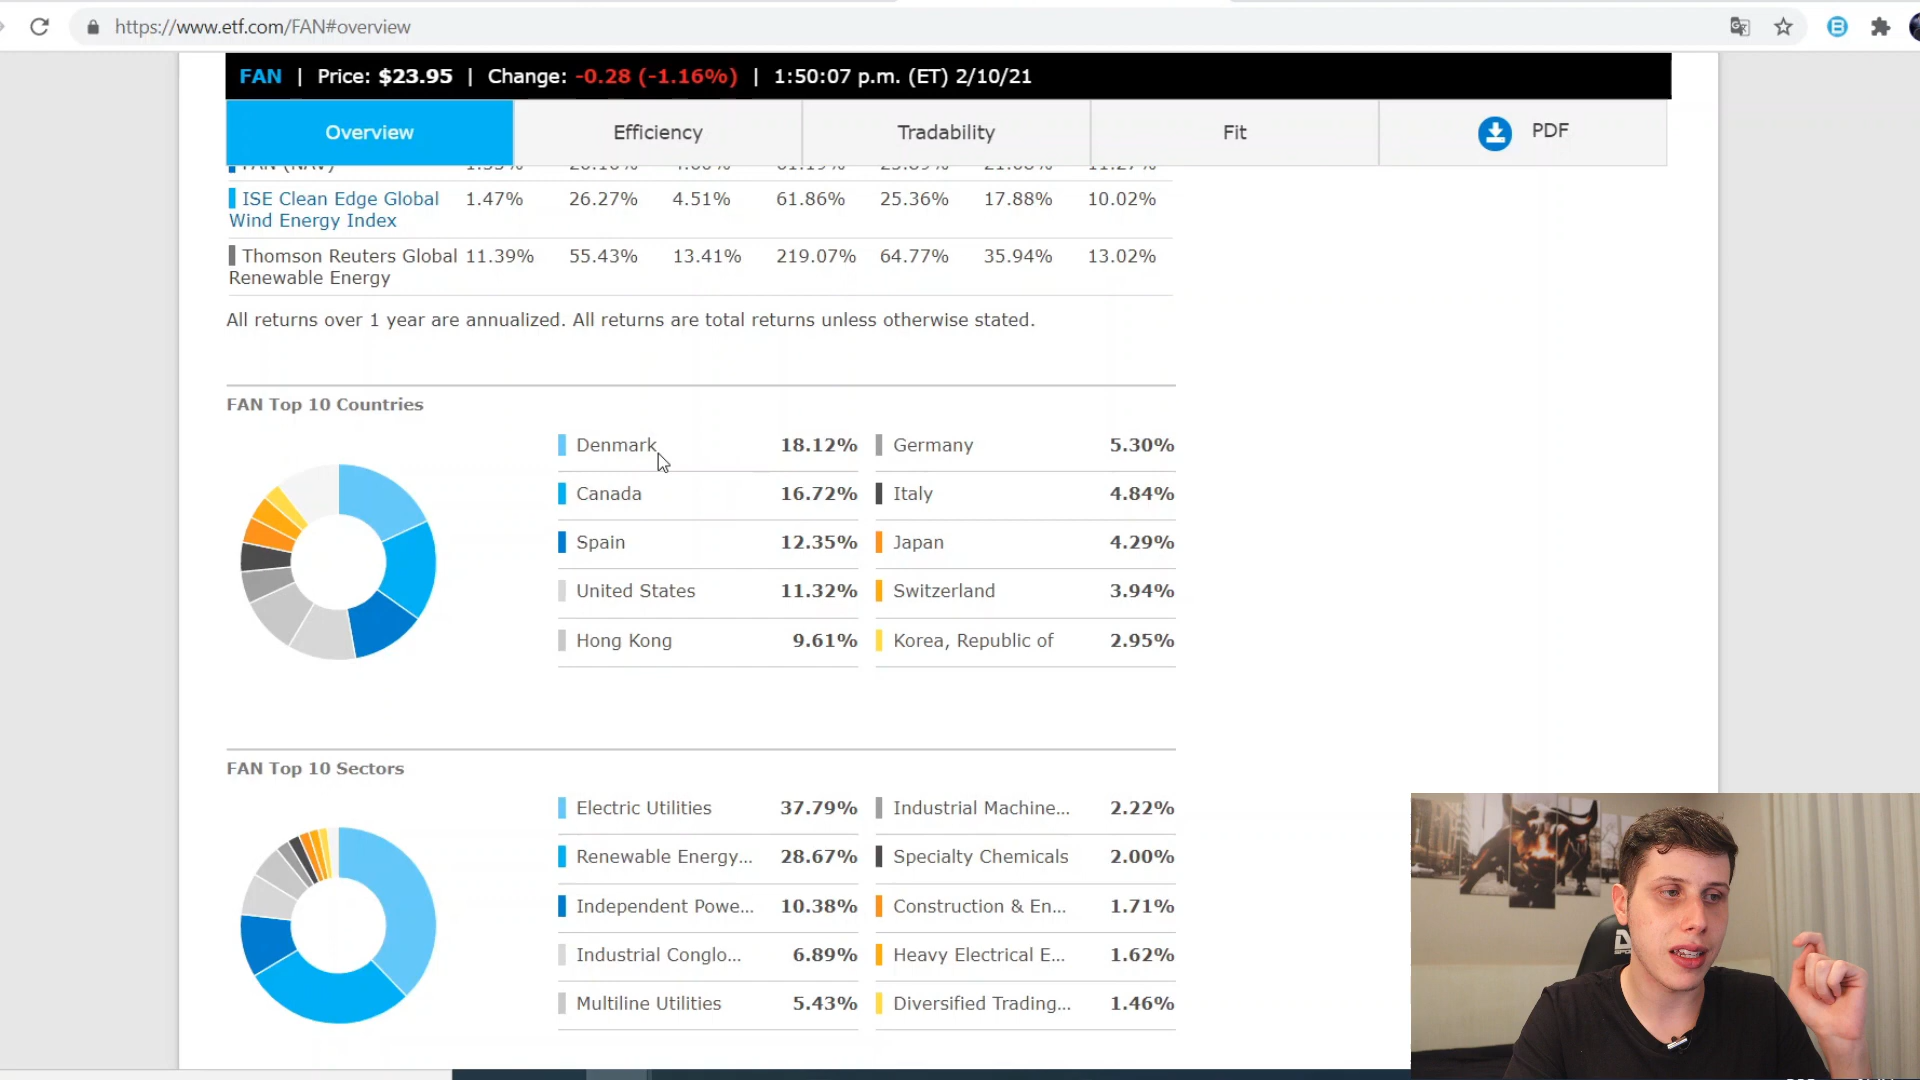 https://www.etf.com/FAN#overview
FAN | Price: $23.95 | Change: -0.28 (-1.16%) | 1:50:07 p.m. (ET) 2/10/21
Overview Efficiency Tradability Fit PDF
ISE Clean Edge Global 1.47% 26.27% 4.51% 61.86% 25.36% 17.88% 10.02%
Wind Energy Index
Thomson Reuters Global 11.39% 55.43% 13.41% 219.07% 64.77% 35.94% 13.02%
Renewable Energy
All returns over 1 year are annualized. All returns are total returns unless otherwise stated.
FAN Top 10 Countries
Denmark 18.12% Germany 5.30%
Canada 16.72% Italy 4.84%
Spain 12.35% Japan 4.29%
United States 11.32% Switzerland 3.94%
Hong Kong 9.61% Korea, Republic of 2.95%
FAN Top 10 Sectors
Electric Utilities 37.79% Industrial Machine... 2.22%
Renewable Energy... 28.67% Specialty Chemicals 2.00%
Independent Powe... 10.38% Construction & En... 1.71%
Industrial Conglo... 6.89% Heavy Electrical E... 1.62%
Multiline Utilities 5.43% Diversified Trading... 1.46%